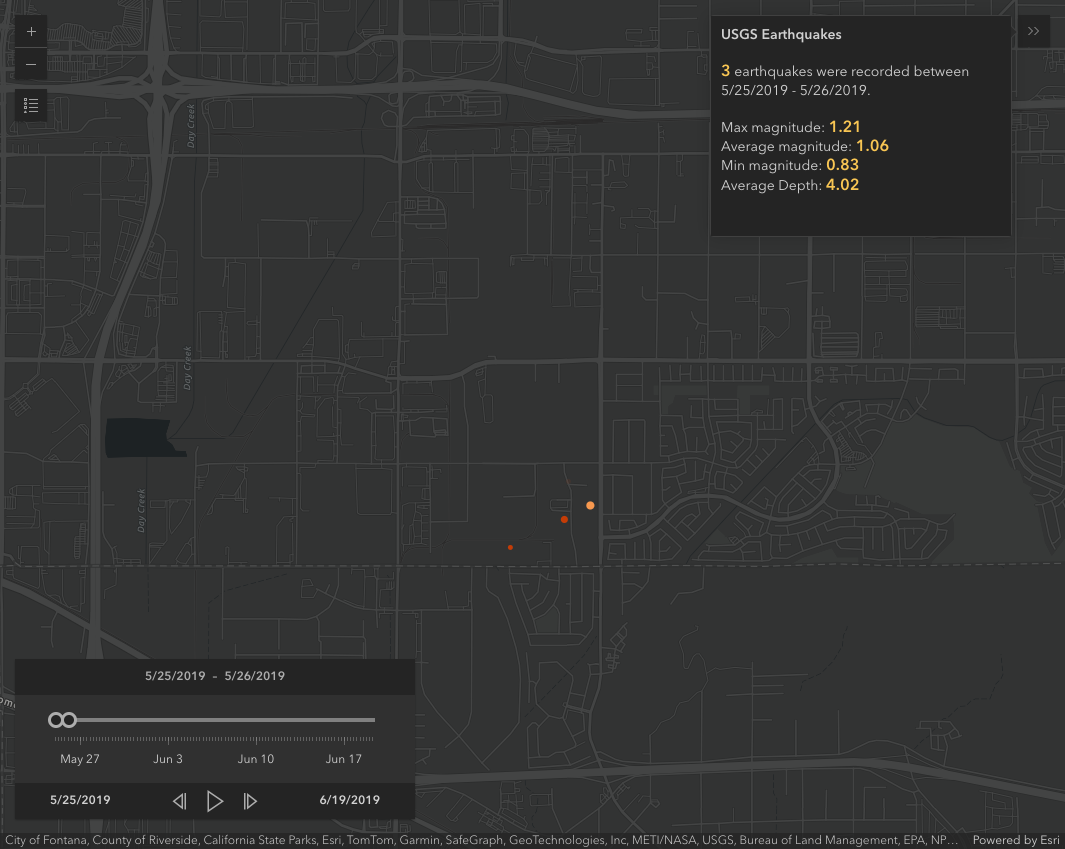 +
USGS Earthquakes
3 earthquakes were recorded between
5/25/2019 - 5/26/2019.
Max magnitude: 1.21
Average magnitude: 1.06
Min magnitude: 0.83
Average Depth: 4.02
Day Creek
Day Creek
Day Creek
5/25/2019 – 5/26/2019
May 27 Jun 3 Jun 10 Jun 17
5/25/2019 6/19/2019
City of Fontana, County of Riverside, California State Parks, Esri, TomTom, Garmin, SafeGraph, GeoTechnologies, Inc, METI/NASA, USGS, Bureau of Land Management, EPA, NP… Powered by Esri